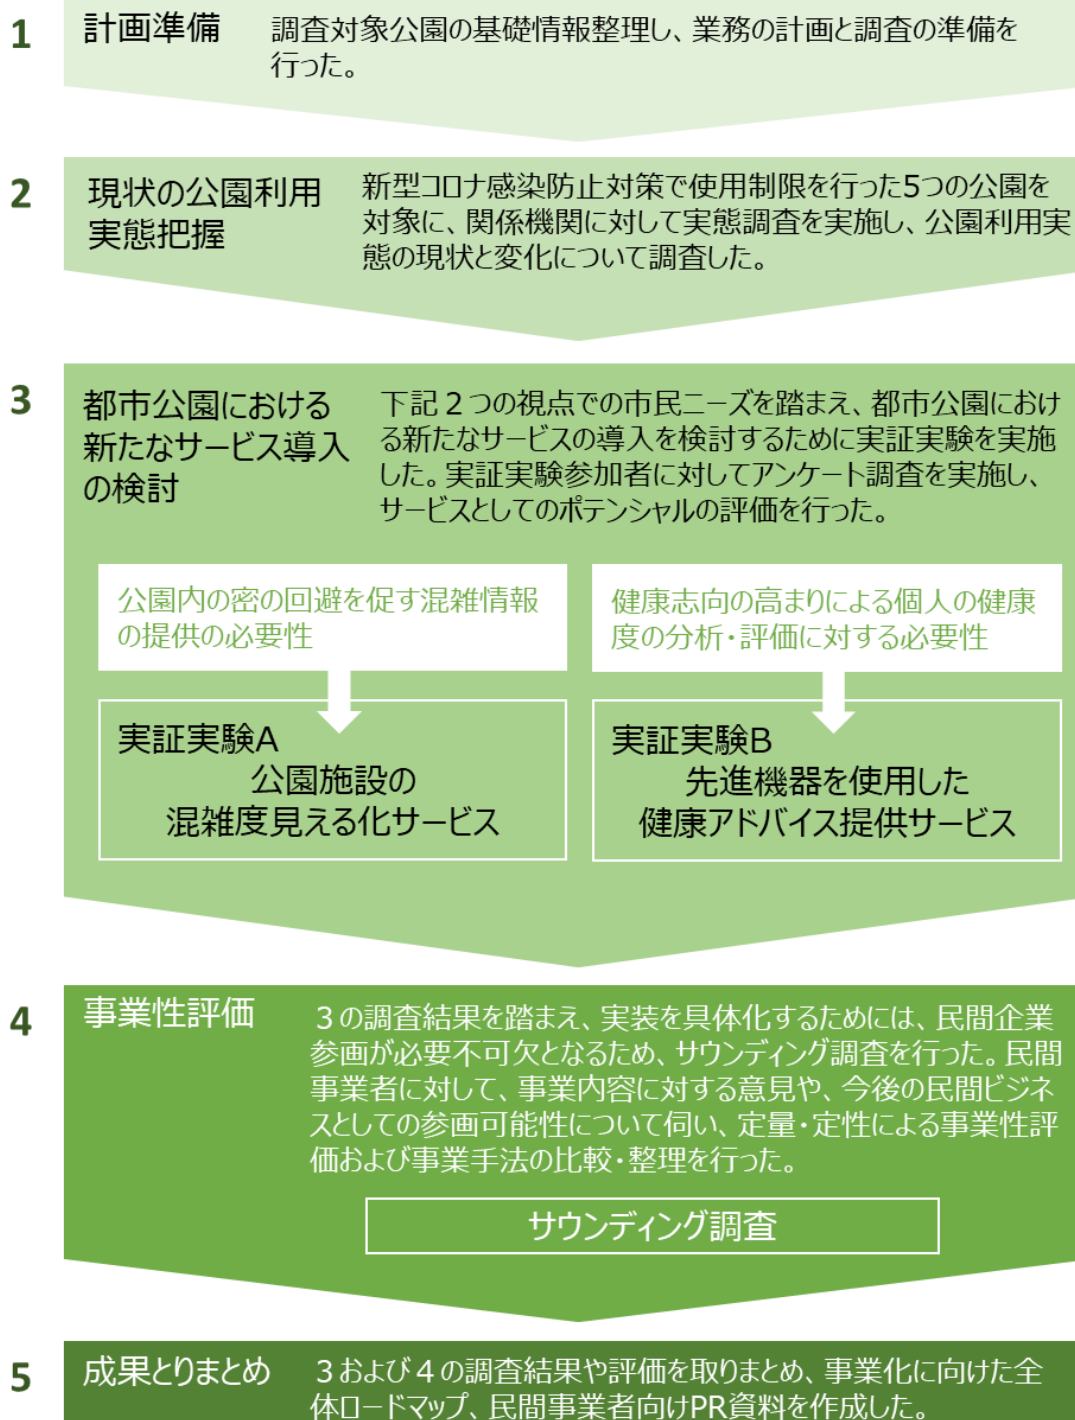 1 計画準備 調査対象公園の基礎情報整理し、業務の計画と調査の準備を
行った。
2 現状の公園利用
実態把握
新型コロナ感染防止対策で使用制限を行った5つの公園を
対象に、関係機関に対して実態調査を実施し、公園利用実
態の現状と変化について調査した。
3 都市公園における
新たなサービス導入
の検討
下記2つの視点での市民ニーズを踏まえ、都市公園におけ
る新たなサービスの導入を検討するために実証実験を実施
した。実証実験参加者に対してアンケート調査を実施し、
サービスとしてのポテンシャルの評価を行った。
公園内の密の回避を促す混雑情報
の提供の必要性
実証実験A
公園施設の
混雑度見える化サービス
健康志向の高まりによる個人の健康
度の分析・評価に対する必要性
実証実験B
先進機器を使用した
健康アドバイス提供サービス
4 事業性評価
3の調査結果を踏まえ、実装を具体化するためには、民間企業
参画が必要不可欠となるため、サウンディング調査を行った。民間
事業者に対して、事業内容に対する意見や、今後の民間ビジネ
スとしての参画可能性について伺い、定量・定性による事業性評
価および事業手法の比較・整理を行った。
サウンディング調査
5 成果とりまとめ
3および4の調査結果や評価を取りまとめ、事業化に向けた全
体ロードマップ、民間事業者向けPR資料を作成した。